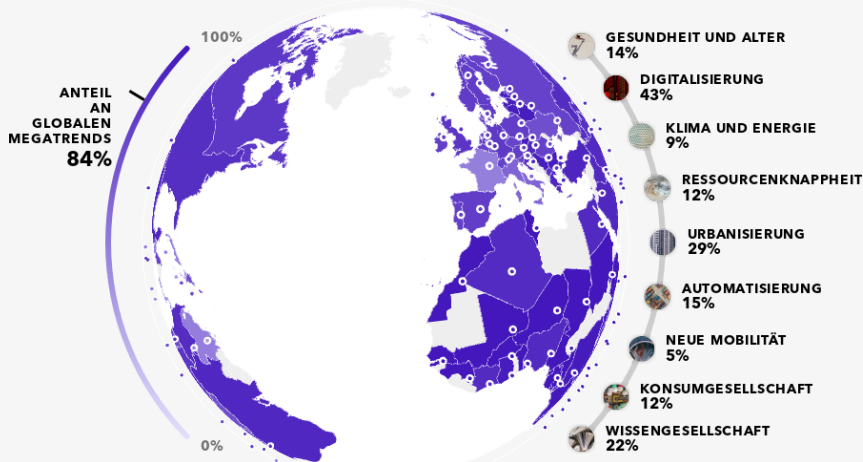 100%
ANTEIL
AN
GLOBALEN
MEGATRENDS
84%
0%
GESUNDHEIT UND ALTER
14%
DIGITALISIERUNG
43%
KLIMA UND ENERGIE
9%
RESSOURCENKNAPPHEIT
12%
URBANISIERUNG
29%
AUTOMATISIERUNG
15%
NEUE MOBILITÄT
5%
KONSUMGESELLSCHAFT
12%
WISSENGESELLSCHAFT
22%